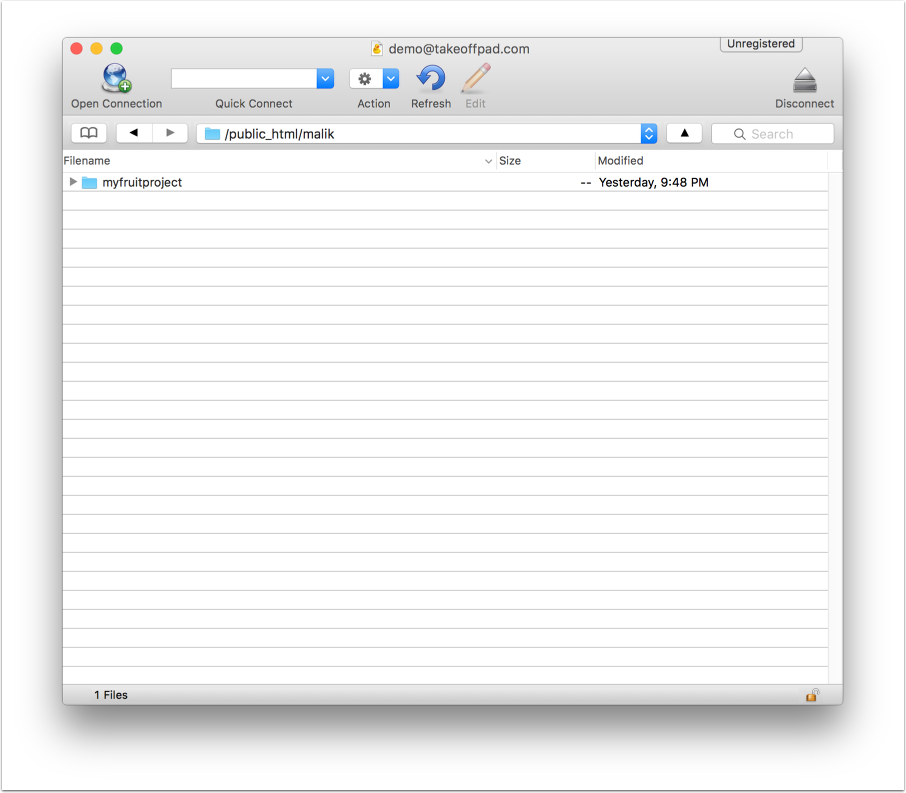 demo@takeoffpad.com
Unregistered
Open Connection
Quick Connect
Action
Refresh
Edit
Disconnect
/public_html/malik
Search
Filename Size Modified
myfruitproject -- Yesterday, 9:48 PM
1 Files